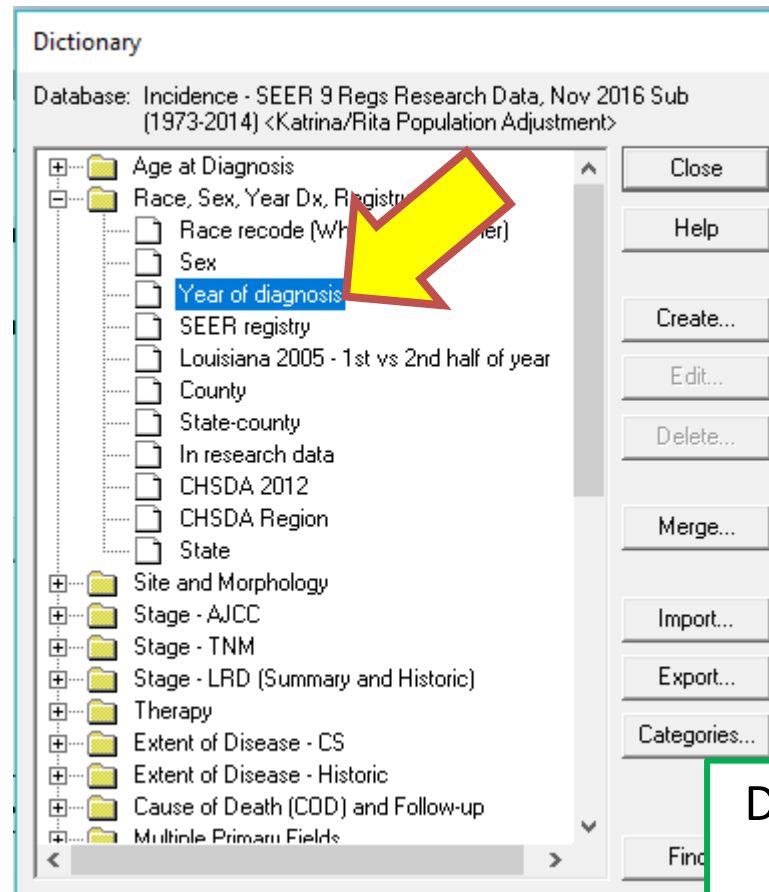 Dictionary
Database: Incidence - SEER 9 Regs Research Data, Nov 2016 Sub
(1973-2014) <Katrina/Rita Population Adjustment>
Age at Diagnosis
Race, Sex, Year Dx, Registry
Race recode
Sex
Year of diagnosis
SEER registry
Louisiana 2005 - 1st vs 2nd half of year
County
State-county
In research data
CHSDA 2012
CHSDA Region
State
Site and Morphology
Stage - AJCC
Stage - TNM
Stage - LRD (Summary and Historic)
Therapy
Extent of Disease - CS
Extent of Disease - Historic
Cause of Death (COD) and Follow-up
Multiple Primary Fields
Close
Help
Create...
Edit...
Delete...
Merge...
Import...
Export...
Categories...
D